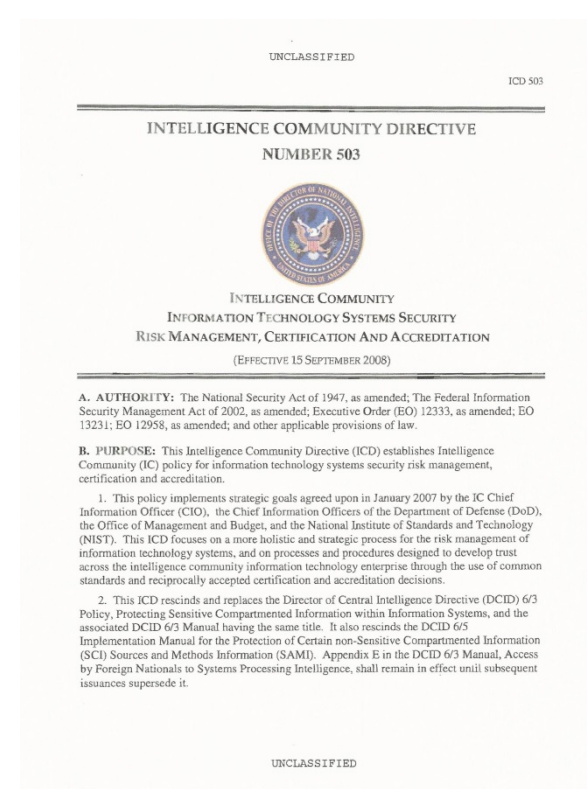 UNCLASSIFIED
ICD 503
INTELLIGENCE COMMUNITY DIRECTIVE
NUMBER 503
OFFICE OF THE DIRECTOR OF NATIONAL INTELLIGENCE
UNITED STATES OF AMERICA
INTELLIGENCE COMMUNITY
INFORMATION TECHNOLOGY SYSTEMS SECURITY
RISK MANAGEMENT, CERTIFICATION AND ACCREDITATION
(EFFECTIVE 15 SEPTEMBER 2008)
A. AUTHORITY: The National Security Act of 1947, as amended; The Federal Information
Security Management Act of 2002, as amended; Executive Order (EO) 12333, as amended; EO
13231; EO 12958, as amended; and other applicable provisions of law.
B. PURPOSE: This Intelligence Community Directive (ICD) establishes Intelligence
Community (IC) policy for information technology systems security risk management,
certification and accreditation.
1. This policy implements strategic goals agreed upon in January 2007 by the IC Chief
Information Officer (CIO), the Chief Information Officers of the Department of Defense (DoD),
the Office of Management and Budget, and the National Institute of Standards and Technology
(NIST). This ICD focuses on a more holistic and strategic process for the risk management of
information technology systems, and on processes and procedures designed to develop trust
across the intelligence community information technology enterprise through the use of common
standards and reciprocally accepted certification and accreditation decisions.
2. This ICD rescinds and replaces the Director of Central Intelligence Directive (DCID) 6/3
Policy, Protecting Sensitive Compartmented Information within Information Systems, and the
associated DCID 6/3 Manual having the same title. It also rescinds the DCID 6/5
Implementation Manual for the Protection of Certain non-Sensitive Compartmented Information
(SCI) Sources and Methods Information (SAMI). Appendix E in the DCID 6/3 Manual, Access
by Foreign Nationals to Systems Processing Intelligence, shall remain in effect until subsequent
issuances supersede it.
UNCLASSIFIED